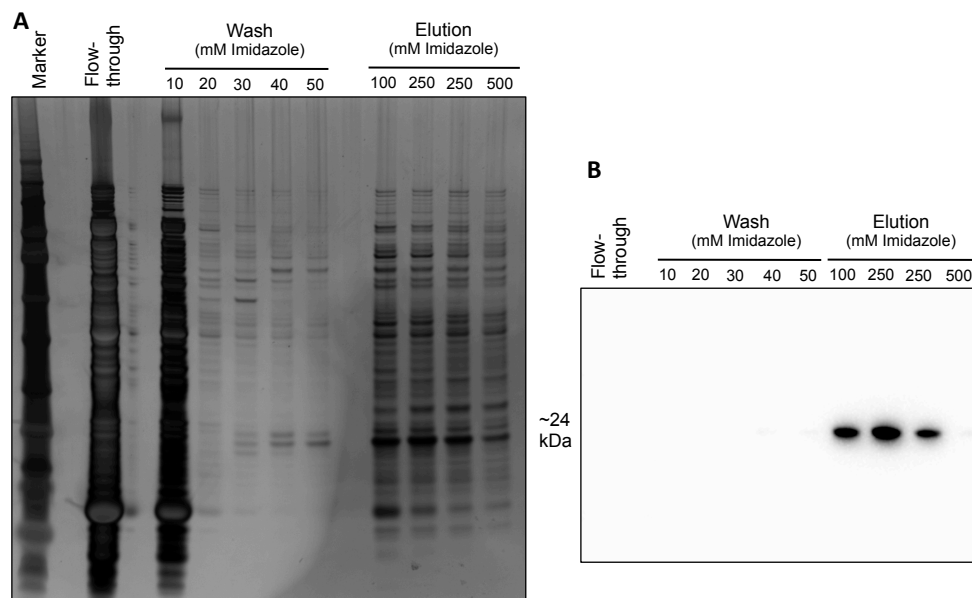 A
Marker
Flow-
through
Wash
(mM Imidazole)
10 20 30 40 50
Elution
(mM Imidazole)
100 250 250 500
B
Flow-
through
Wash
(mM Imidazole)
10 20 30 40 50
Elution
(mM Imidazole)
100 250 250 500
~24
kDa